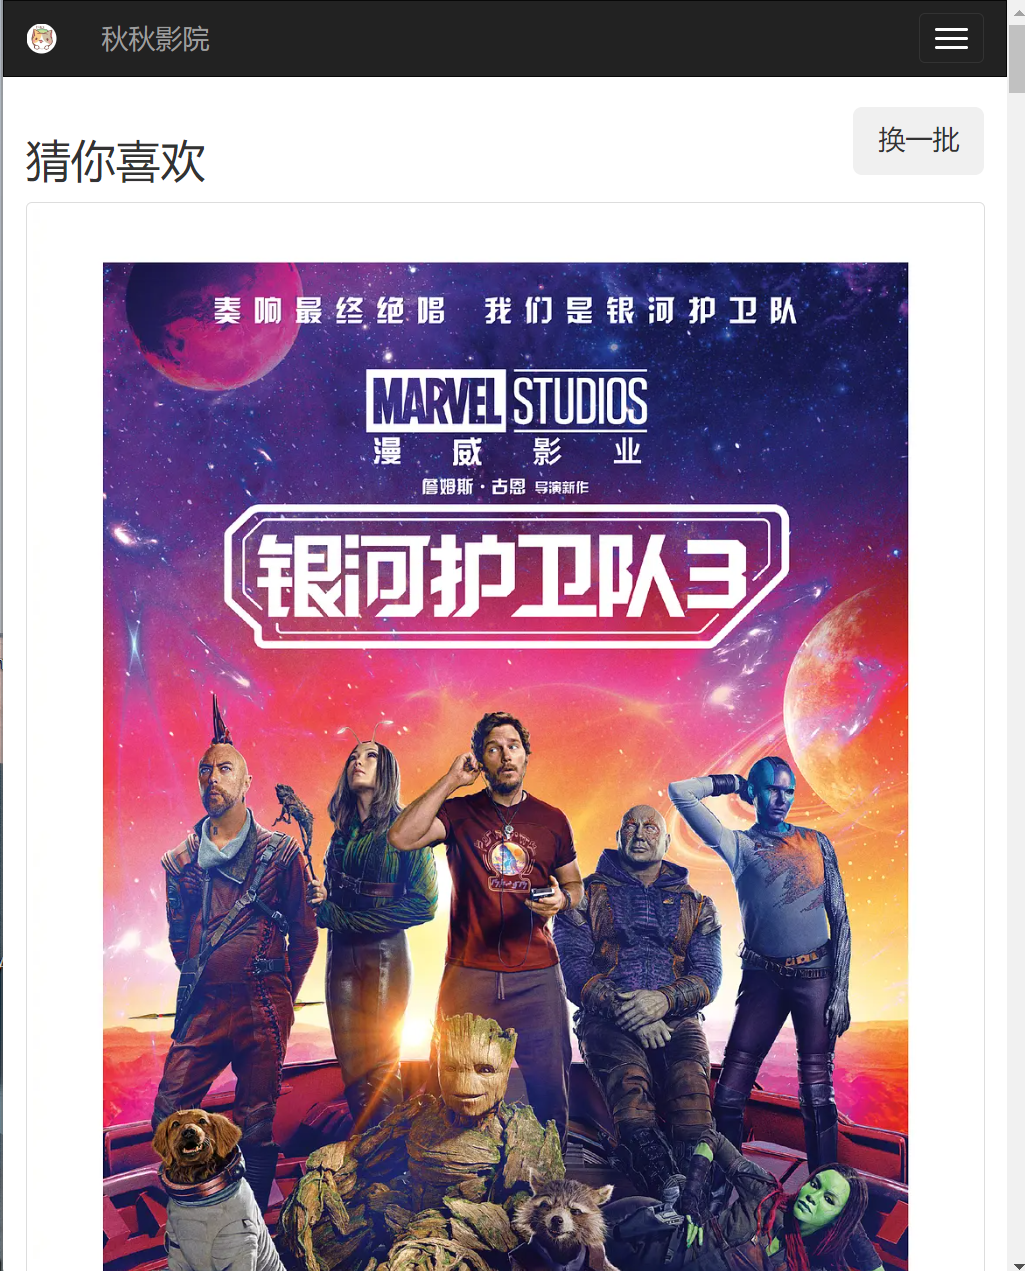 秋秋影院
换一批
猜你喜欢
奏响最终绝唱 我们是银河护卫队
MARVEL STUDIOS
漫威影业
詹姆斯·古恩 导演新作
银河护卫队3